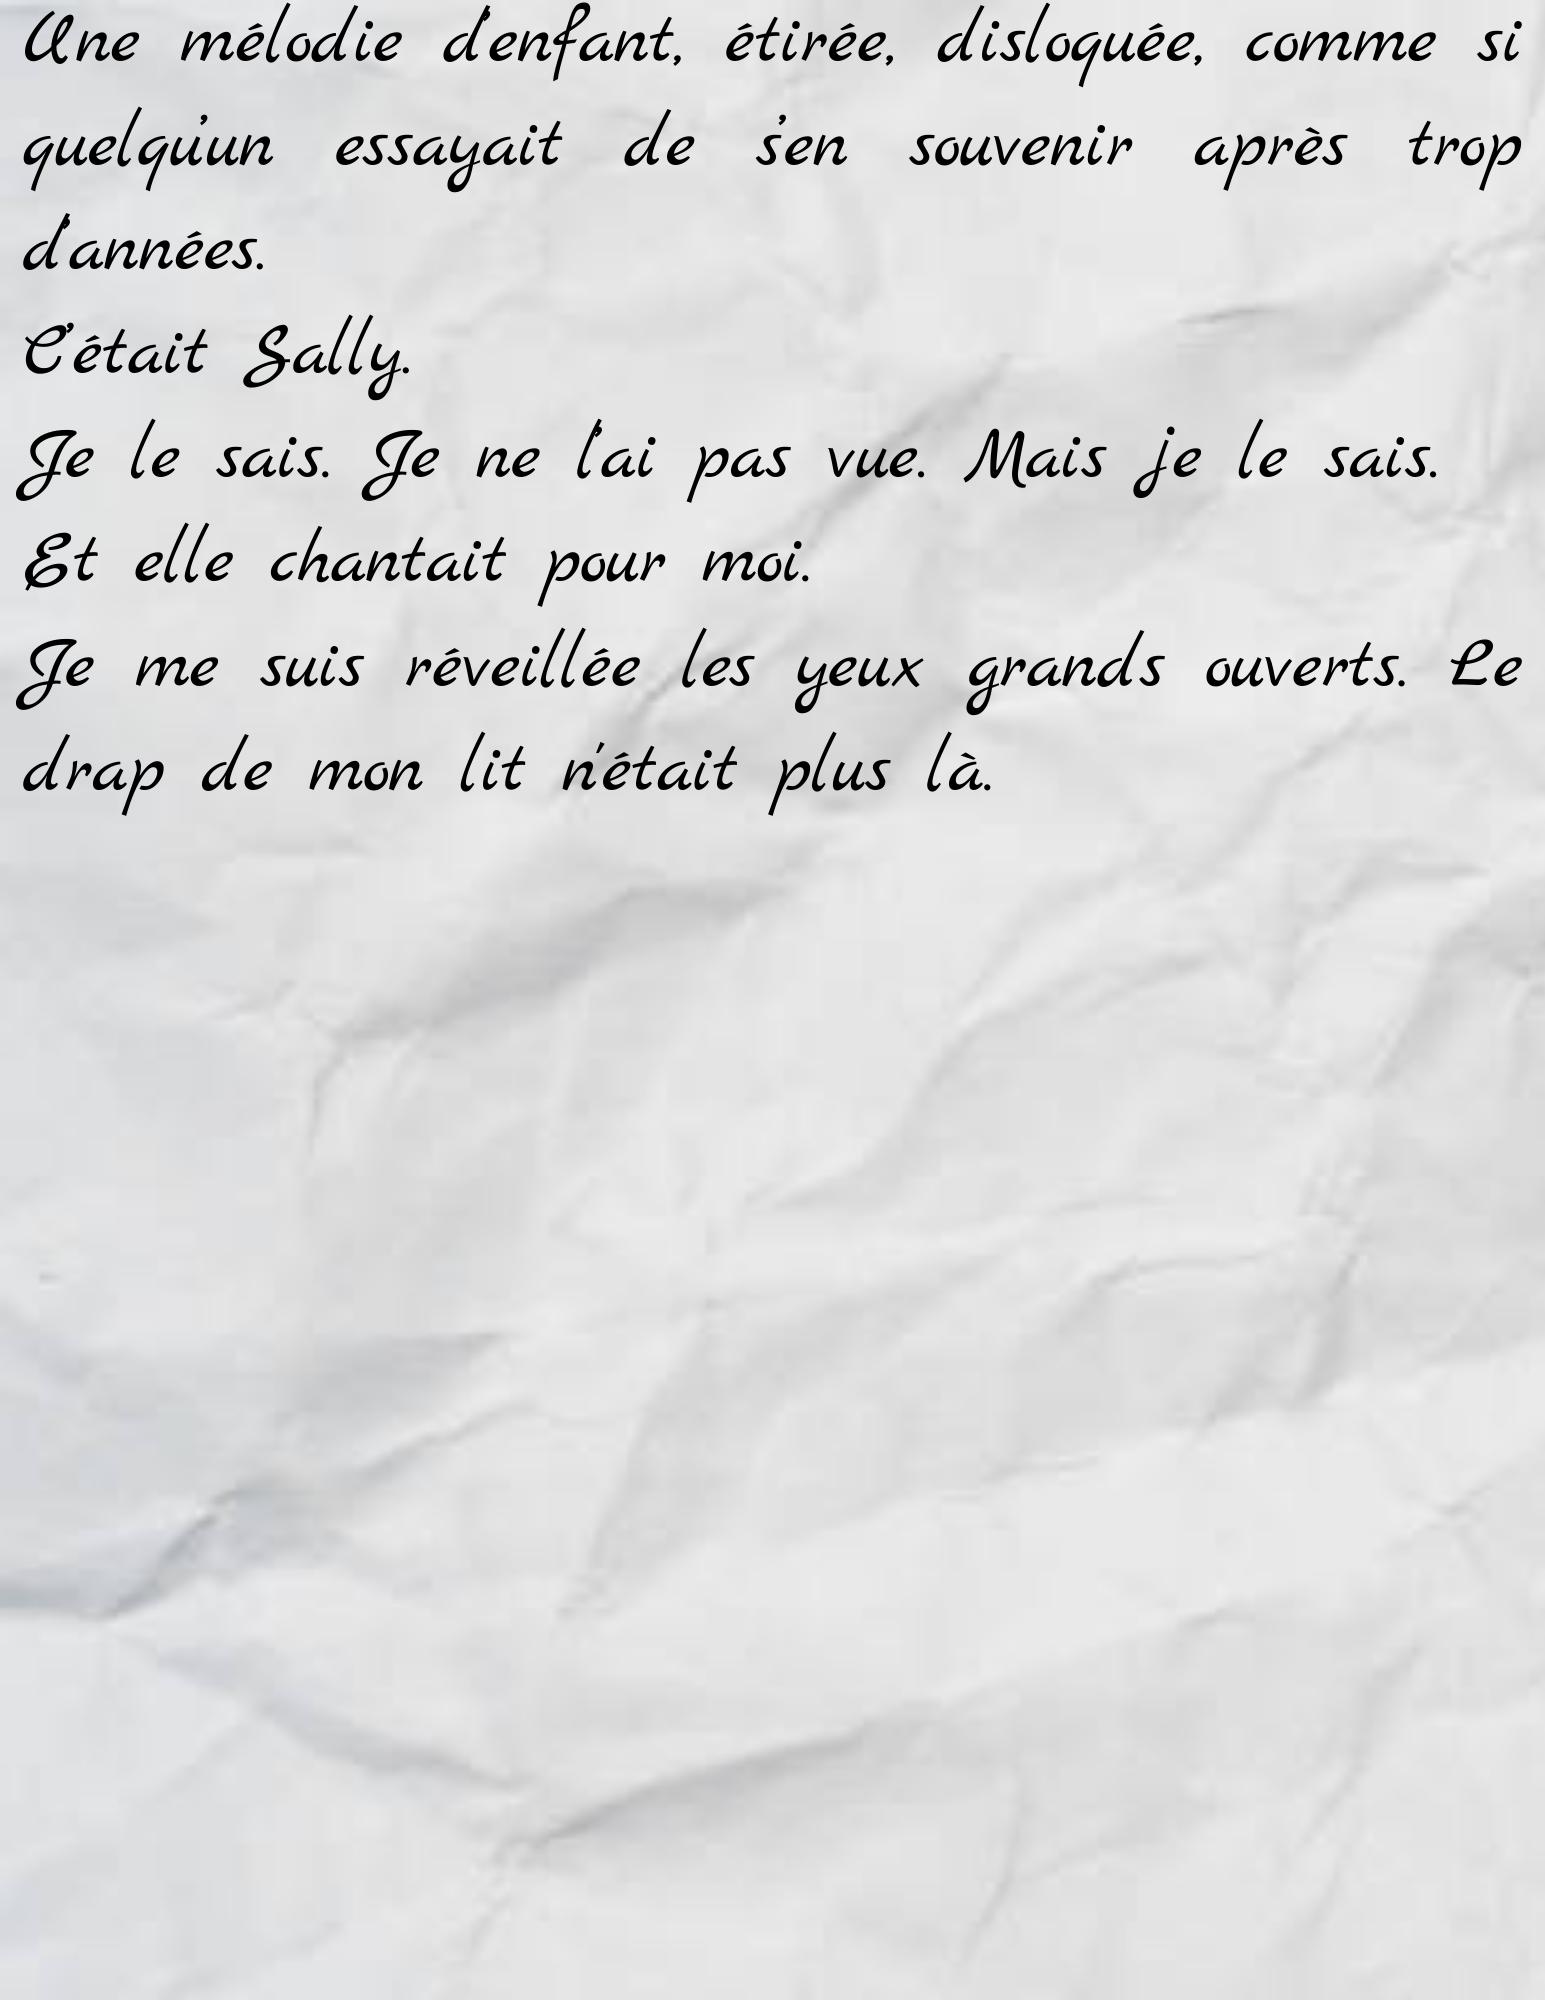 Une mélodie d'enfant, étirée, disloquée, comme si
quelqu'un essayait de s'en souvenir après trop
d'années.
C'était Sally.
Je le sais. Je ne l'ai pas vue. Mais je le sais.
Et elle chantait pour moi.
Je me suis réveillée les yeux grands ouverts. Le
drap de mon lit n'était plus là.